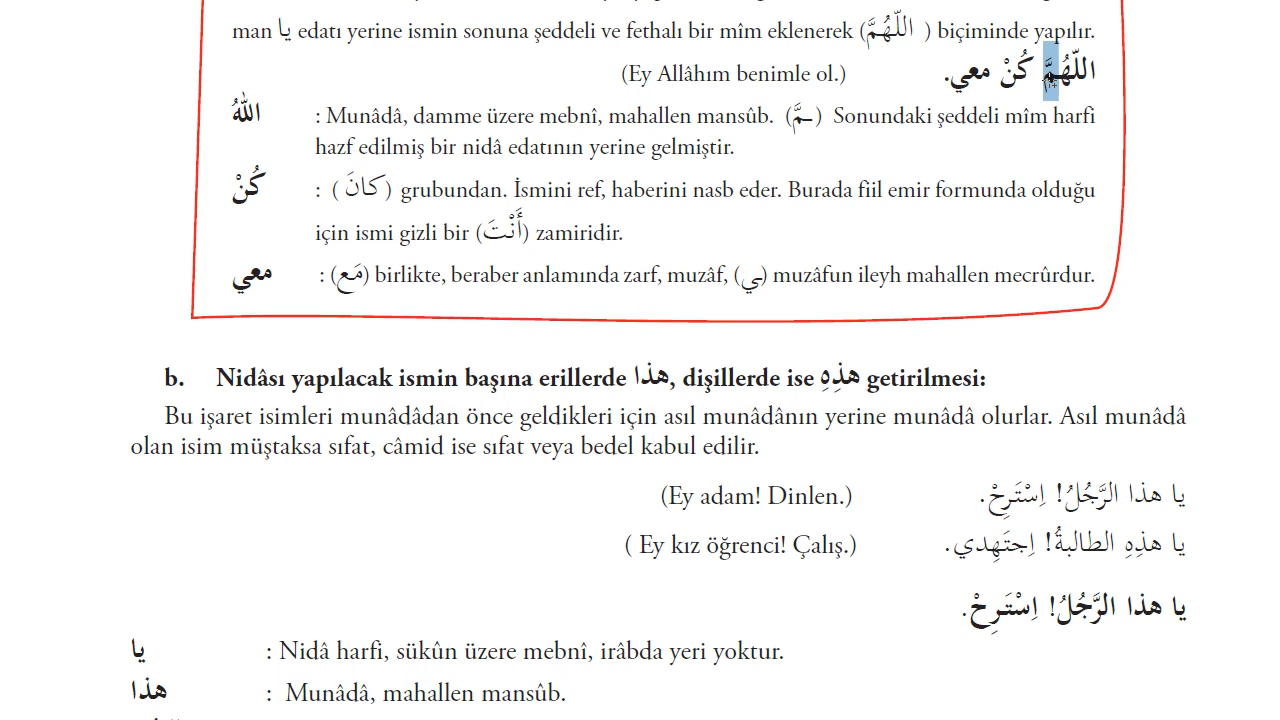 man يا edatı yerine ismin sonuna şeddeli ve fethalı bir mîm eklenerek (اللّهُمَّ ) biçiminde yapılır.
اللّهُمَّ كُنْ معي. (Ey Allâhım benimle ol.)
اللّٰهُ : Munâdâ, damme üzere mebnî, mahallen mansûb. (ـمَّ) Sonundaki şeddeli mîm harfi
hazf edilmiş bir nidâ edatının yerine gelmiştir.
كُنْ : (كانَ) grubundan. İsmini ref, haberini nasb eder. Burada fiil emir formunda olduğu
için ismi gizli bir (أَنْتَ) zamiridir.
معي : (مَع) birlikte, beraber anlamında zarf, muzâf, (ي) muzâfun ileyh mahallen mecrûrdur.
b. Nidâsı yapılacak ismin başına erillerde هذا, dişillerde ise هذِهِ getirilmesi:
Bu işaret isimleri munâdâdan önce geldikleri için asıl munâdânın yerine munâdâ olurlar. Asıl munâdâ
olan isim müştaksa sıfat, câmid ise sıfat veya bedel kabul edilir.
يا هذا الرَّجُلُ! اِسْتَرِحْ. (Ey adam! Dinlen.)
يا هذِهِ الطالبةُ! اِجتَهِدي. ( Ey kız öğrenci! Çalış.)
يا هذا الرَّجُلُ! اِسْتَرِحْ.
يا : Nidâ harfi, sükûn üzere mebnî, irâbda yeri yoktur.
هذا : Munâdâ, mahallen mansûb.